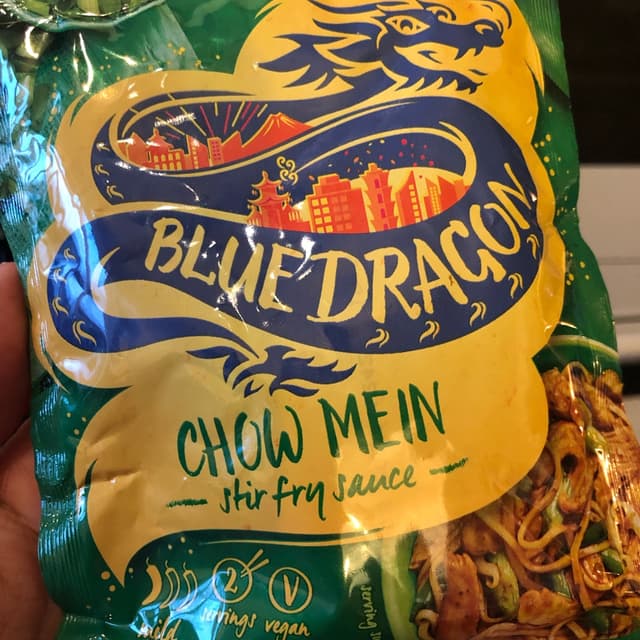 BLUE DRAGON
CHOW MEIN
stir fry sauce
2
V
mild
servings
vegan